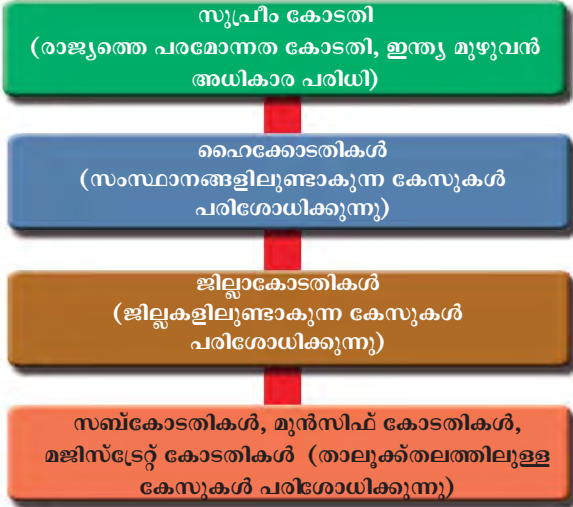 സുപ്രീം കോടതി
(രാജ്യത്തെ പരമോന്നത കോടതി, ഇന്ത്യ മുഴുവൻ
അധികാര പരിധി)
ഹൈക്കോടതികൾ
(സംസ്ഥാനങ്ങളിലുണ്ടാകുന്ന കേസുകൾ
പരിശോധിക്കുന്നു)
ജില്ലാകോടതികൾ
(ജില്ലകളിലുണ്ടാകുന്ന കേസുകൾ
പരിശോധിക്കുന്നു)
സബ്കോടതികൾ, മുൻസിഫ് കോടതികൾ,
മജിസ്ട്രേറ്റ് കോടതികൾ (താലൂക്ക്തലത്തിലുള്ള
കേസുകൾ പരിശോധിക്കുന്നു)